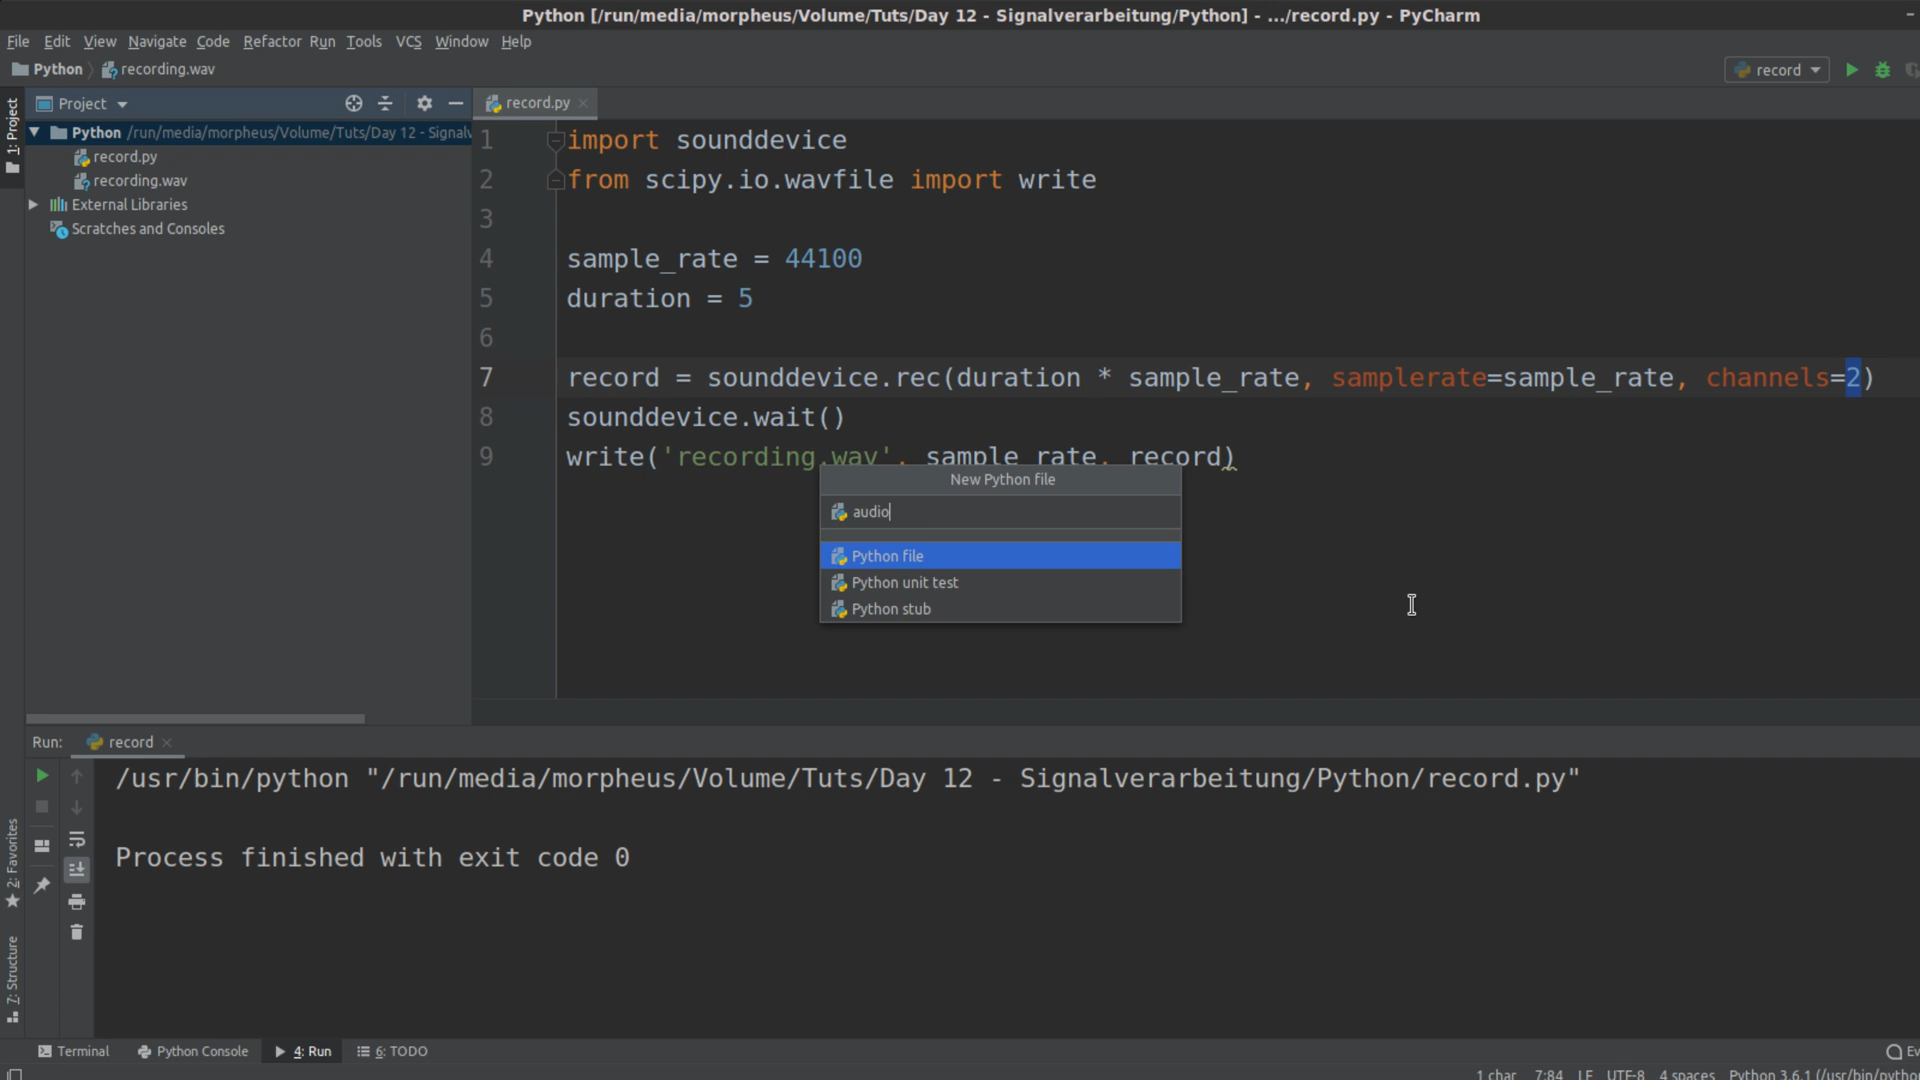 Python [/run/media/morpheus/Volume/Tuts/Day 12 - Signalverarbeitung/Python] - .../record.py - PyCharm
File Edit View Navigate Code Refactor Run Tools VCS Window Help
Python recording.wav
record
1: Project
Project
record.py
Python /run/media/morpheus/Volume/Tuts/Day 12 - Signalv
record.py
recording.wav
External Libraries
Scratches and Consoles
1 import sounddevice
2 from scipy.io.wavfile import write
3
4 sample_rate = 44100
5 duration = 5
6
7 record = sounddevice.rec(duration * sample_rate, samplerate=sample_rate, channels=2)
8 sounddevice.wait()
9 write('recording.wav', sample_rate, record)
New Python file
audio
Python file
Python unit test
Python stub
Run: record
/usr/bin/python "/run/media/morpheus/Volume/Tuts/Day 12 - Signalverarbeitung/Python/record.py"
Process finished with exit code 0
2: Favorites
7: Structure
Terminal Python Console 4: Run 6: TODO
Ev
1 char 7:84 LF UTF-8 4 spaces Python 3.6.1 (/usr/bin/python